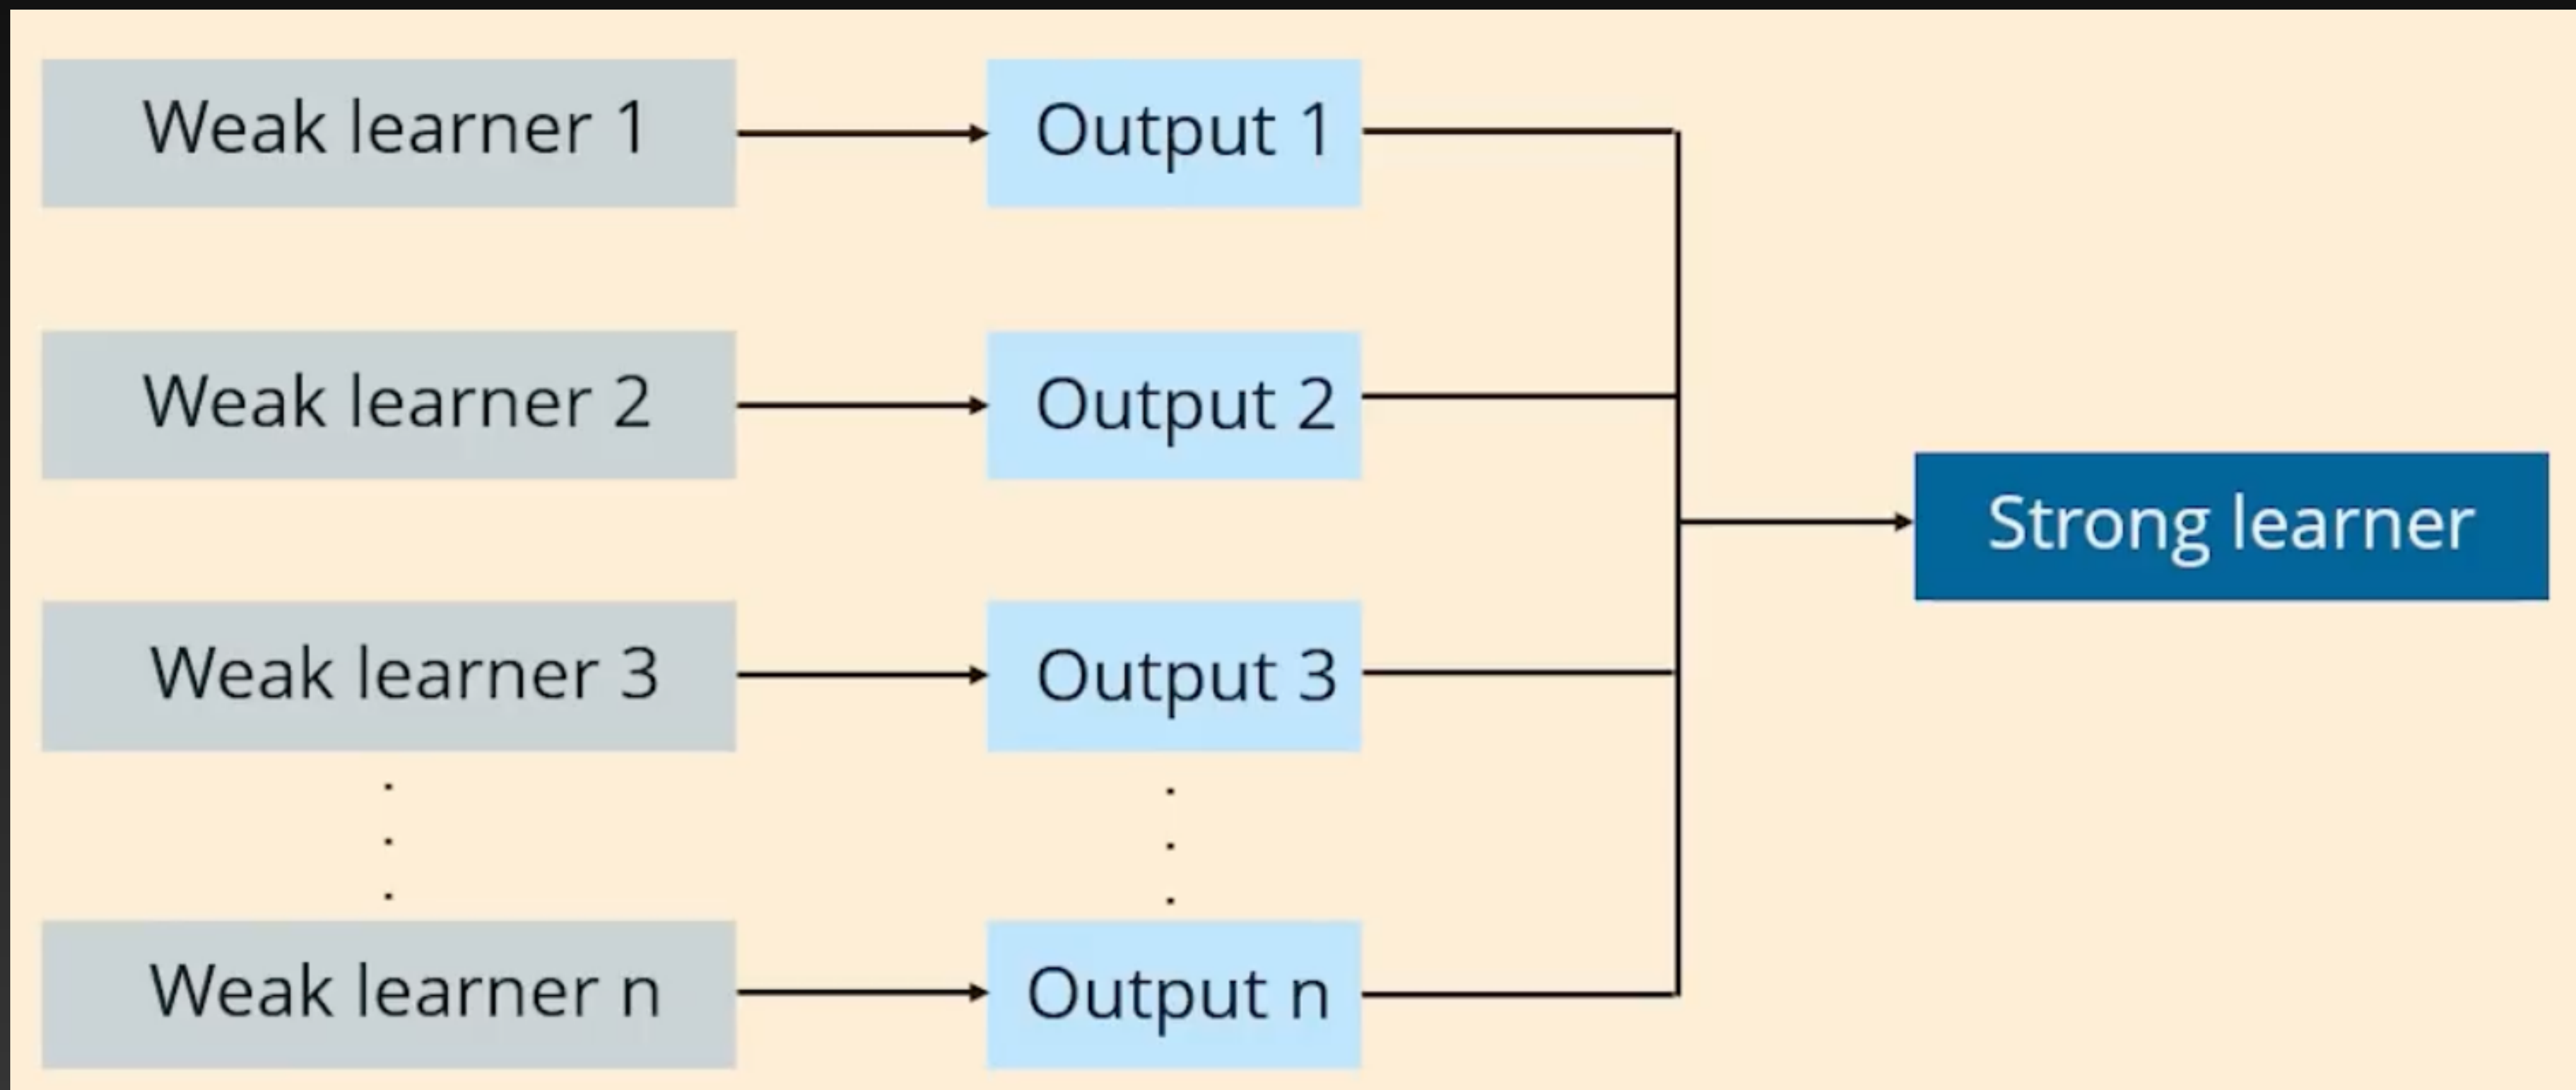 Weak learner 1
Output 1
Weak learner 2
Output 2
Strong learner
Weak learner 3
Output 3
Weak learner n
Output n